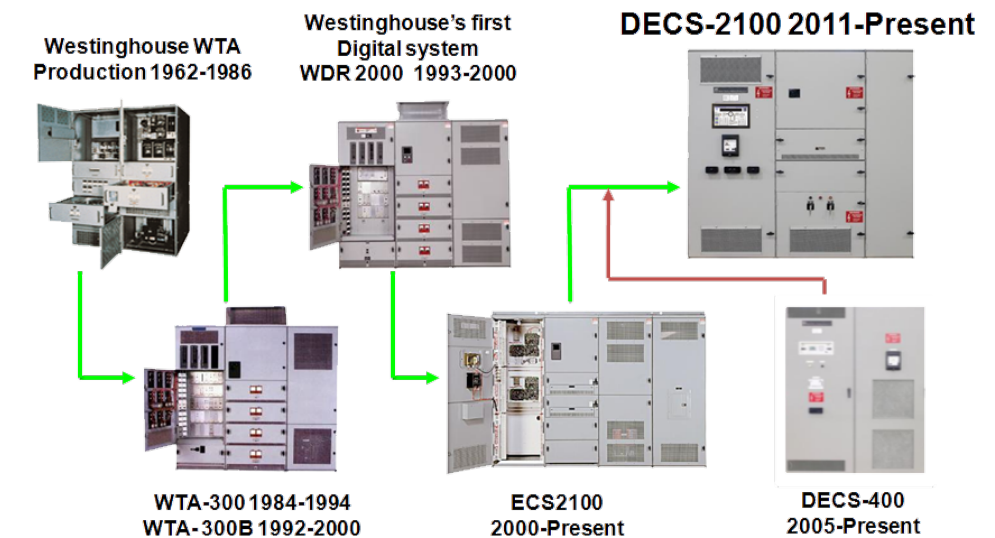 Westinghouse WTA
Production 1962-1986
Westinghouse's first
Digital system
WDR 2000 1993-2000
DECS-2100 2011-Present
WTA-300 1984-1994
WTA- 300B 1992-2000
ECS2100
2000-Present
DECS-400
2005-Present